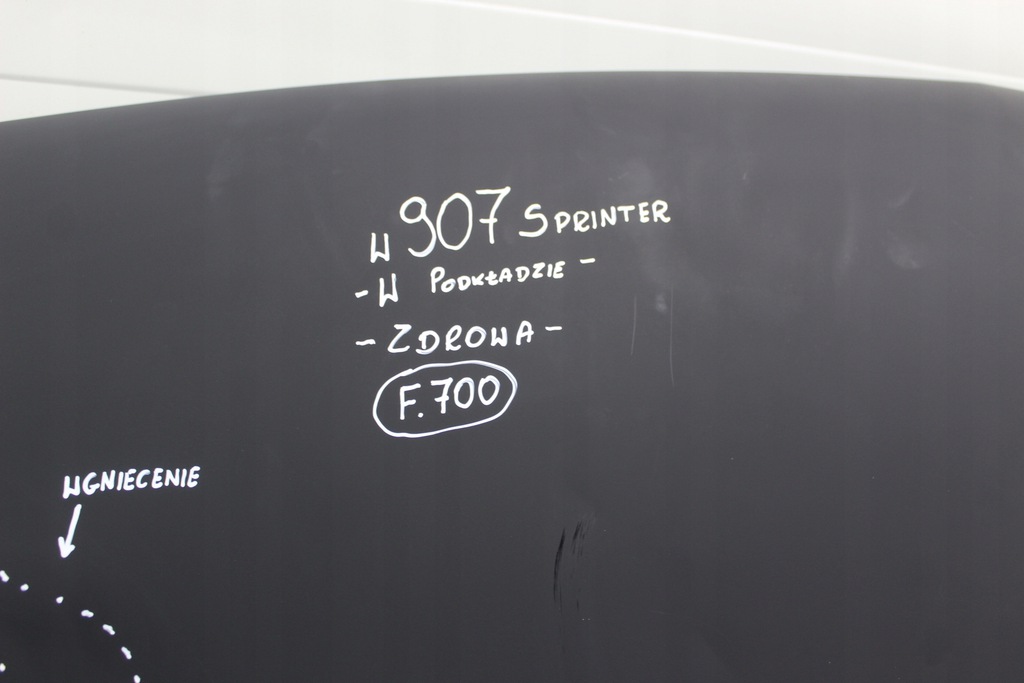 W 907 SPRINTER
- W PODKŁADZIE -
- ZDROWA -
F.700
WGNIECENIE